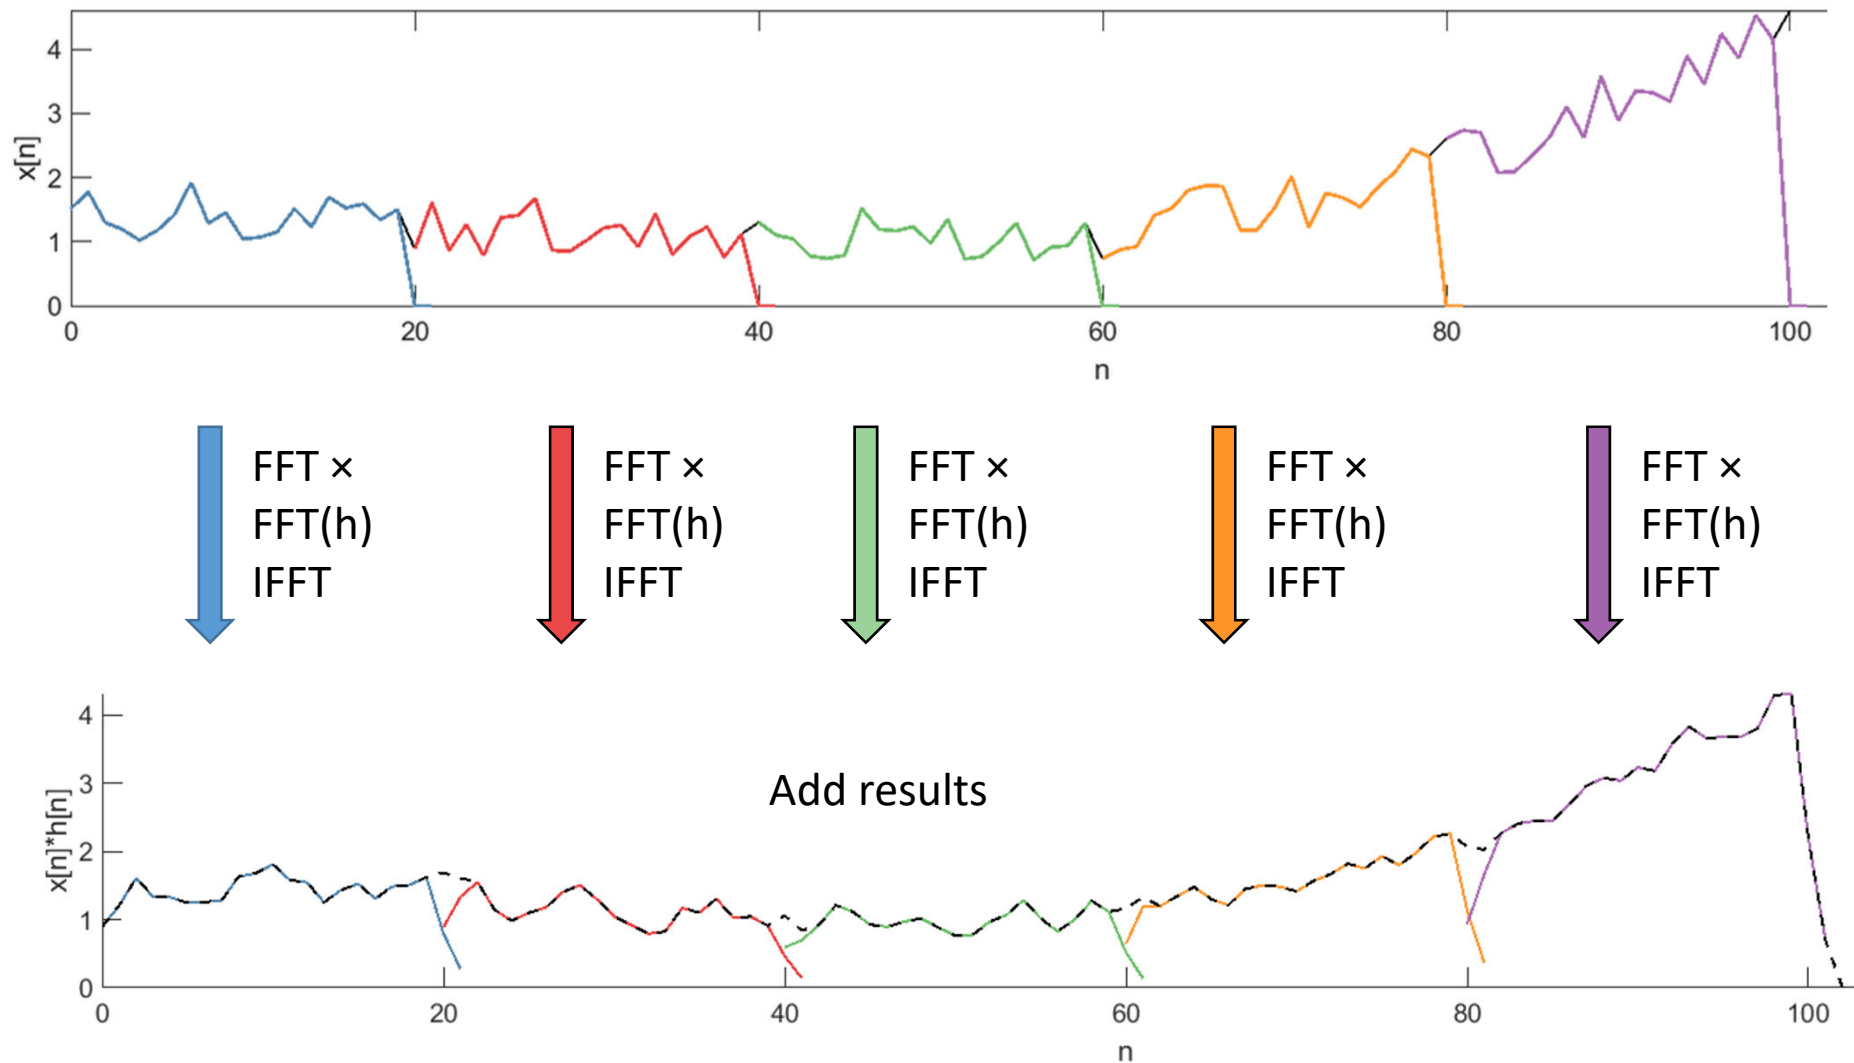 4
3
2
1
0
x[n]
0 20 40 60 80 100
n
FFT ×
FFT(h)
IFFT
FFT ×
FFT(h)
IFFT
FFT ×
FFT(h)
IFFT
FFT ×
FFT(h)
IFFT
FFT ×
FFT(h)
IFFT
4
3
2
1
0
x[n]*h[n]
Add results
0 20 40 60 80 100
n